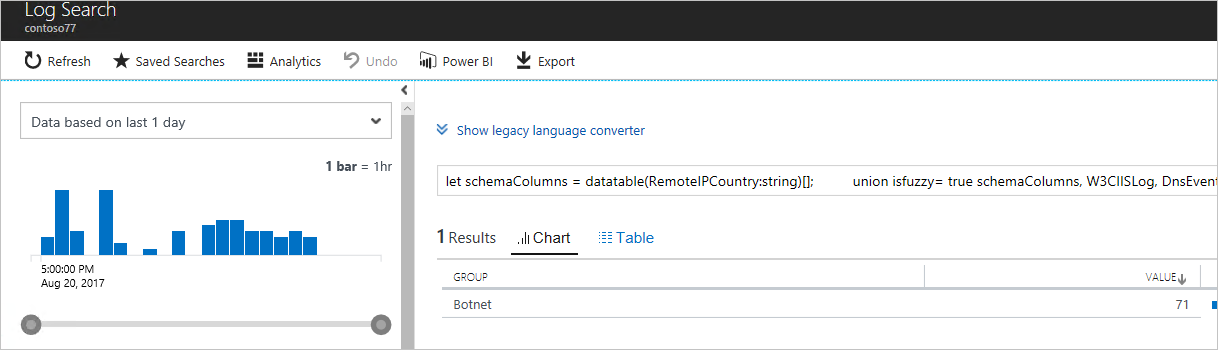 Log Search
contoso77
Refresh Saved Searches Analytics Undo Power BI Export
Data based on last 1 day
1 bar = 1hr
5:00:00 PM
Aug 20, 2017
Show legacy language converter
let schemaColumns = datatable(RemoteIPCountry:string)[]; union isfuzzy= true schemaColumns, W3CIISLog, DnsEvent
1 Results Chart Table
GROUP VALUE
Botnet 71